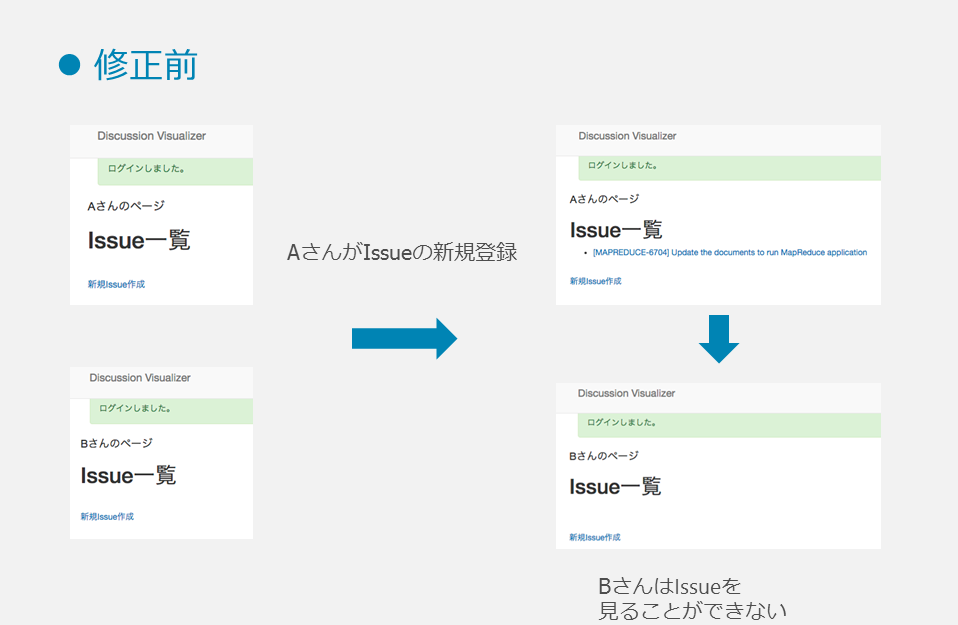 修正前
Discussion Visualizer
ログインしました。
Aさんのページ
Issue一覧
新規Issue作成
AさんがIssueの新規登録
Discussion Visualizer
ログインしました。
Aさんのページ
Issue一覧
[MAPREDUCE-6704] Update the documents to run MapReduce application
新規Issue作成
Discussion Visualizer
ログインしました。
Bさんのページ
Issue一覧
新規Issue作成
Discussion Visualizer
ログインしました。
Bさんのページ
Issue一覧
新規Issue作成
BさんはIssueを
見ることができない